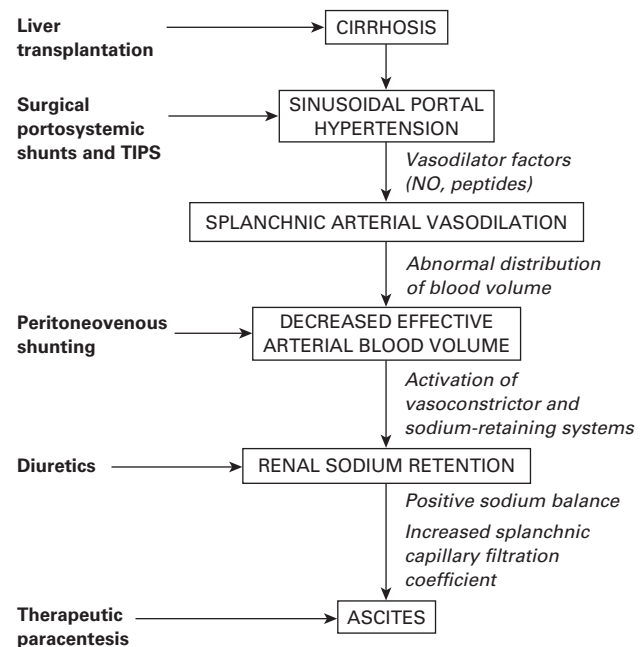 Liver
transplantation
CIRRHOSIS
Surgical
portosystemic
shunts and TIPS
SINUSOIDAL PORTAL
HYPERTENSION
Vasodilator factors
(NO, peptides)
SPLANCHNIC ARTERIAL VASODILATION
Abnormal distribution
of blood volume
Peritoneovenous
shunting
DECREASED EFFECTIVE
ARTERIAL BLOOD VOLUME
Activation of
vasoconstrictor and
sodium-retaining systems
Diuretics
RENAL SODIUM RETENTION
Positive sodium balance
Increased splanchnic
capillary filtration
coefficient
Therapeutic
paracentesis
ASCITES